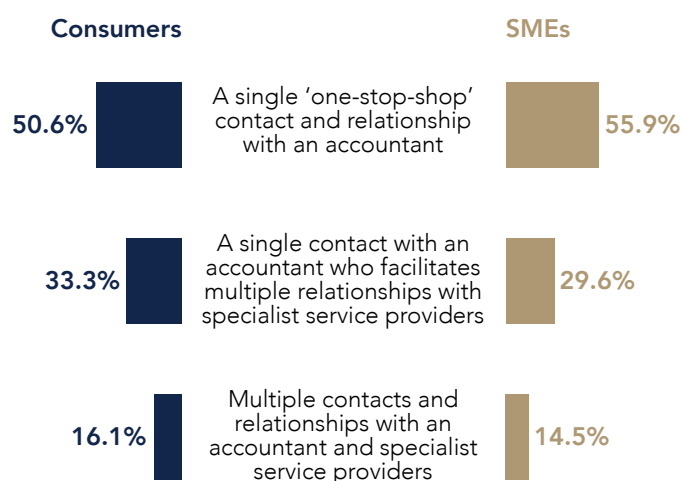 Consumers
SMEs
50.6%
A single ‘one-stop-shop’
contact and relationship
with an accountant
55.9%
33.3%
A single contact with an
accountant who facilitates
multiple relationships with
specialist service providers
29.6%
16.1%
Multiple contacts and
relationships with an
accountant and specialist
service providers
14.5%